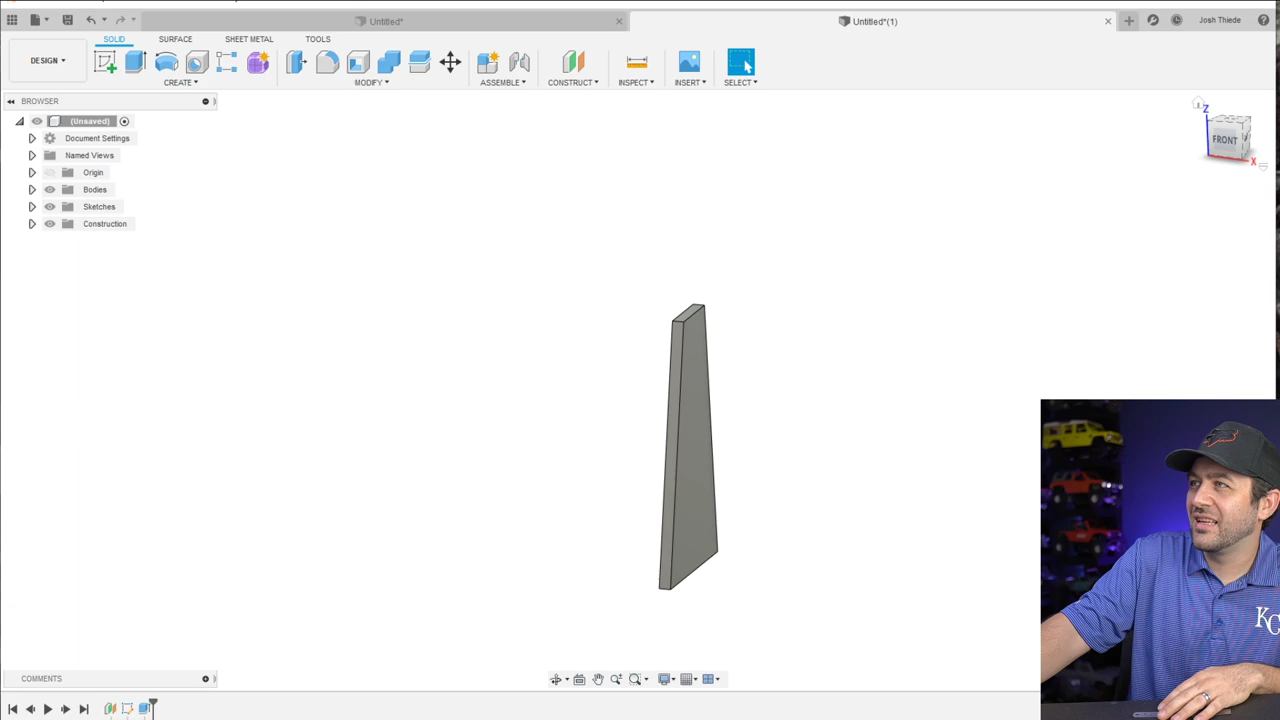 Untitled*
Untitled*(1)
Josh Thiede
DESIGN
SOLID
SURFACE
SHEET METAL
TOOLS
CREATE
MODIFY
ASSEMBLE
CONSTRUCT
INSPECT
INSERT
SELECT
BROWSER
(Unsaved)
Document Settings
Named Views
Origin
Bodies
Sketches
Construction
Z
FRONT
X
KC
COMMENTS